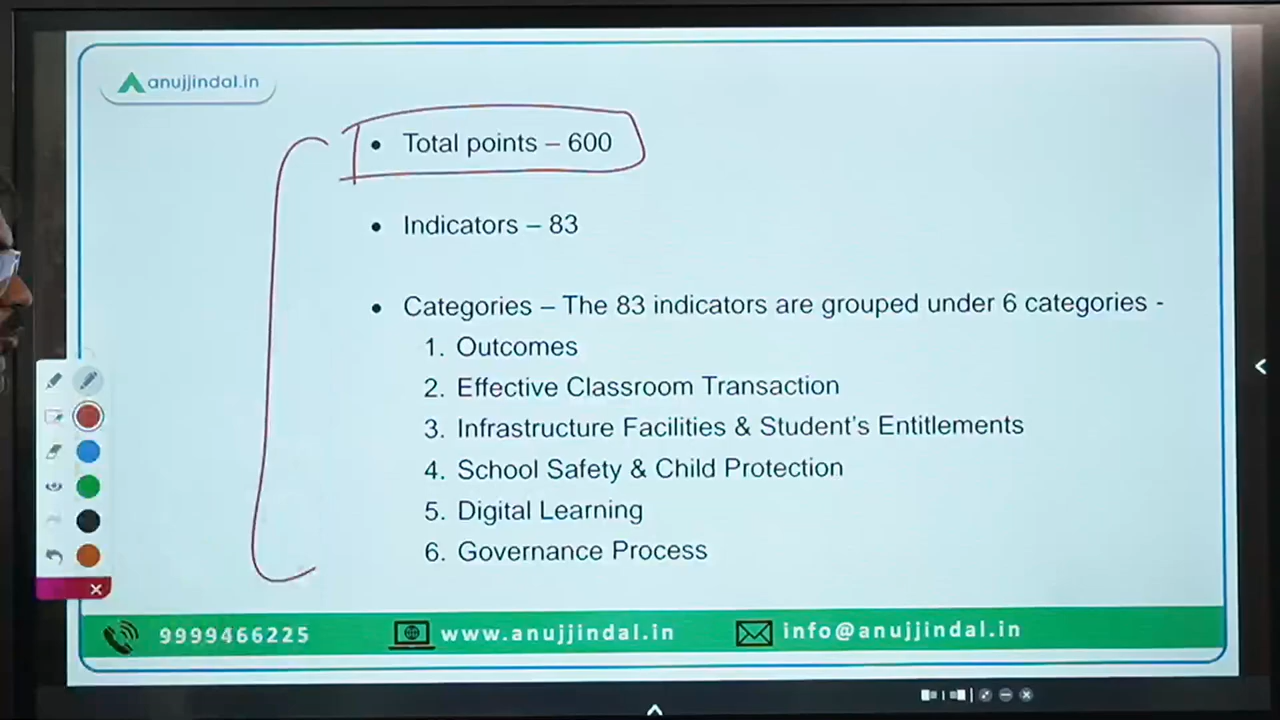 anujjindal.in
• Total points – 600
• Indicators – 83
• Categories – The 83 indicators are grouped under 6 categories -
1. Outcomes
2. Effective Classroom Transaction
3. Infrastructure Facilities & Student's Entitlements
4. School Safety & Child Protection
5. Digital Learning
6. Governance Process
9999466225 www.anujjindal.in info@anujjindal.in